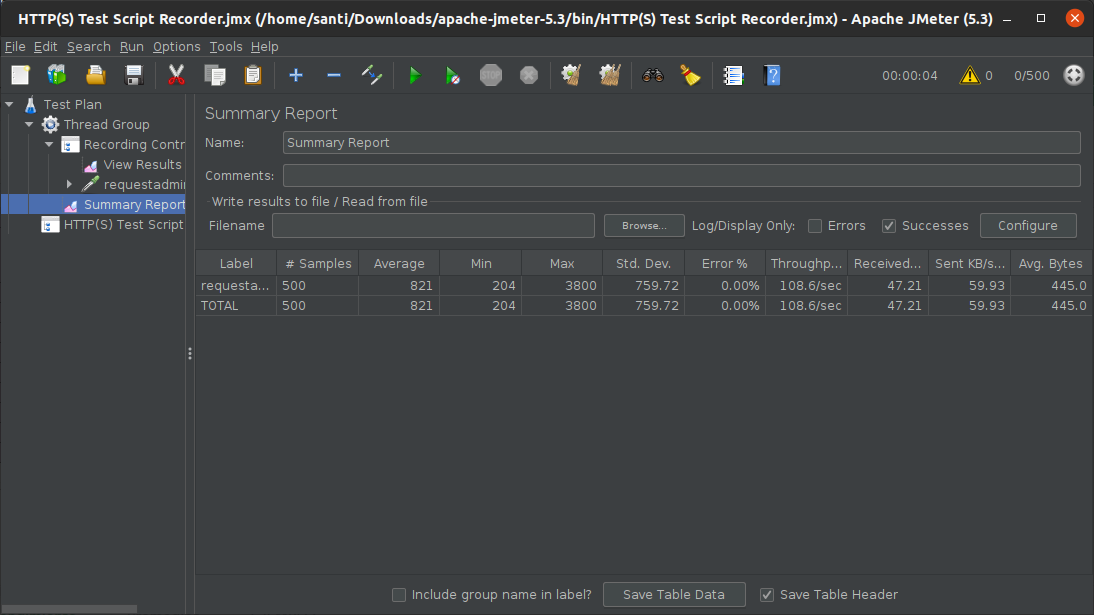 HTTP(S) Test Script Recorder.jmx (/home/santi/Downloads/apache-jmeter-5.3/bin/HTTP(S) Test Script Recorder.jmx) - Apache JMeter (5.3)
File Edit Search Run Options Tools Help
STOP 00:00:04 0 0/500
Test Plan
Thread Group
Recording Contr
View Results
requestadmi
Summary Report
HTTP(S) Test Script
Summary Report
Name: Summary Report
Comments:
Write results to file / Read from file
Filename Browse... Log/Display Only: Errors Successes Configure
Label # Samples Average Min Max Std. Dev. Error % Throughp... Received... Sent KB/s... Avg. Bytes
requesta... 500 821 204 3800 759.72 0.00% 108.6/sec 47.21 59.93 445.0
TOTAL 500 821 204 3800 759.72 0.00% 108.6/sec 47.21 59.93 445.0
Include group name in label? Save Table Data Save Table Header